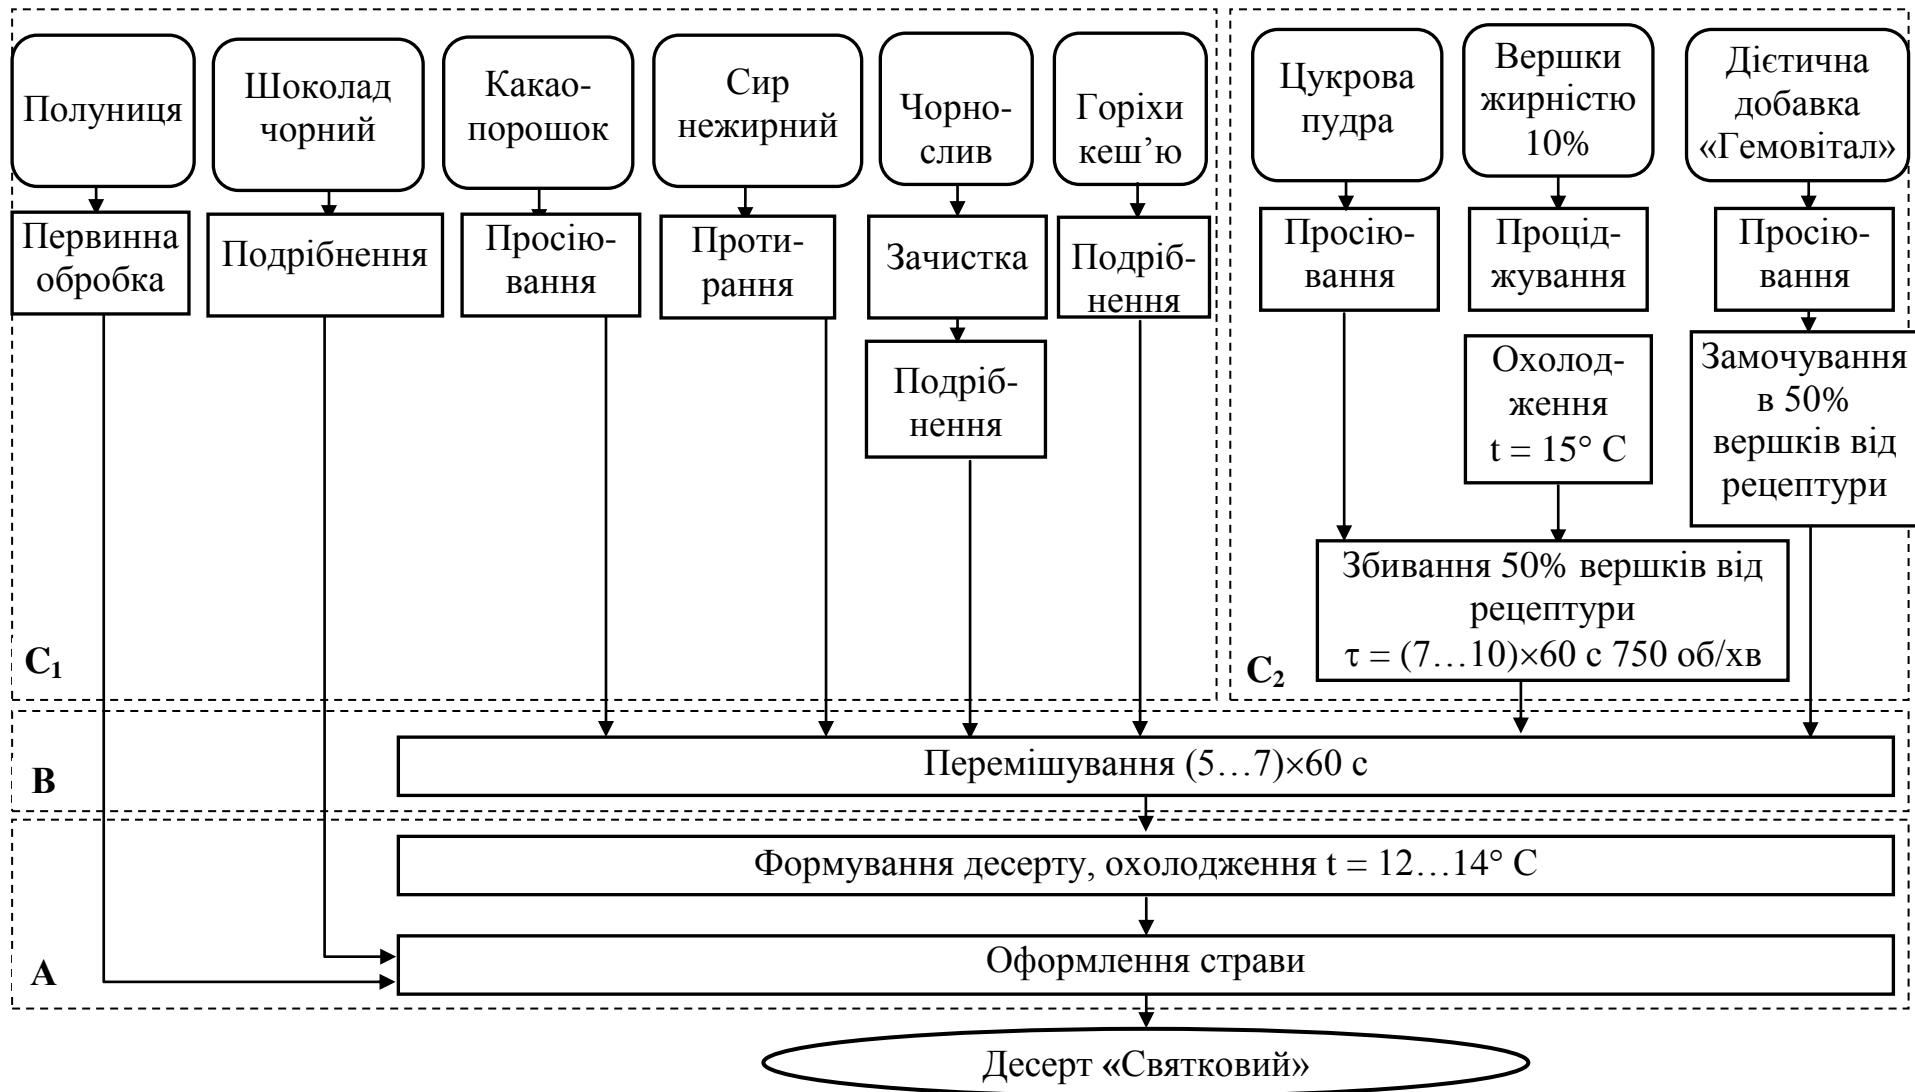 Полуниця
Шоколад
чорний
Какао-
порошок
Сир
нежирний
Чорно-
слив
Горіхи
кеш’ю
Цукрова
пудра
Вершки
жирністю
10%
Дієтична
добавка
«Гемовітал»
Первинна
обробка
Подрібнення
Просію-
вання
Проти-
рання
Зачистка
Подріб-
нення
Просію-
вання
Процід-
жування
Просію-
вання
Подріб-
нення
Охолод-
ження
t = 15° С
Замочування
в 50%
вершків від
рецептури
Збивання 50% вершків від
рецептури
τ = (7…10)×60 с 750 об/хв
С₁
С₂
В
Перемішування (5…7)×60 с
Формування десерту, охолодження t = 12…14° С
А
Оформлення страви
Десерт «Святковий»